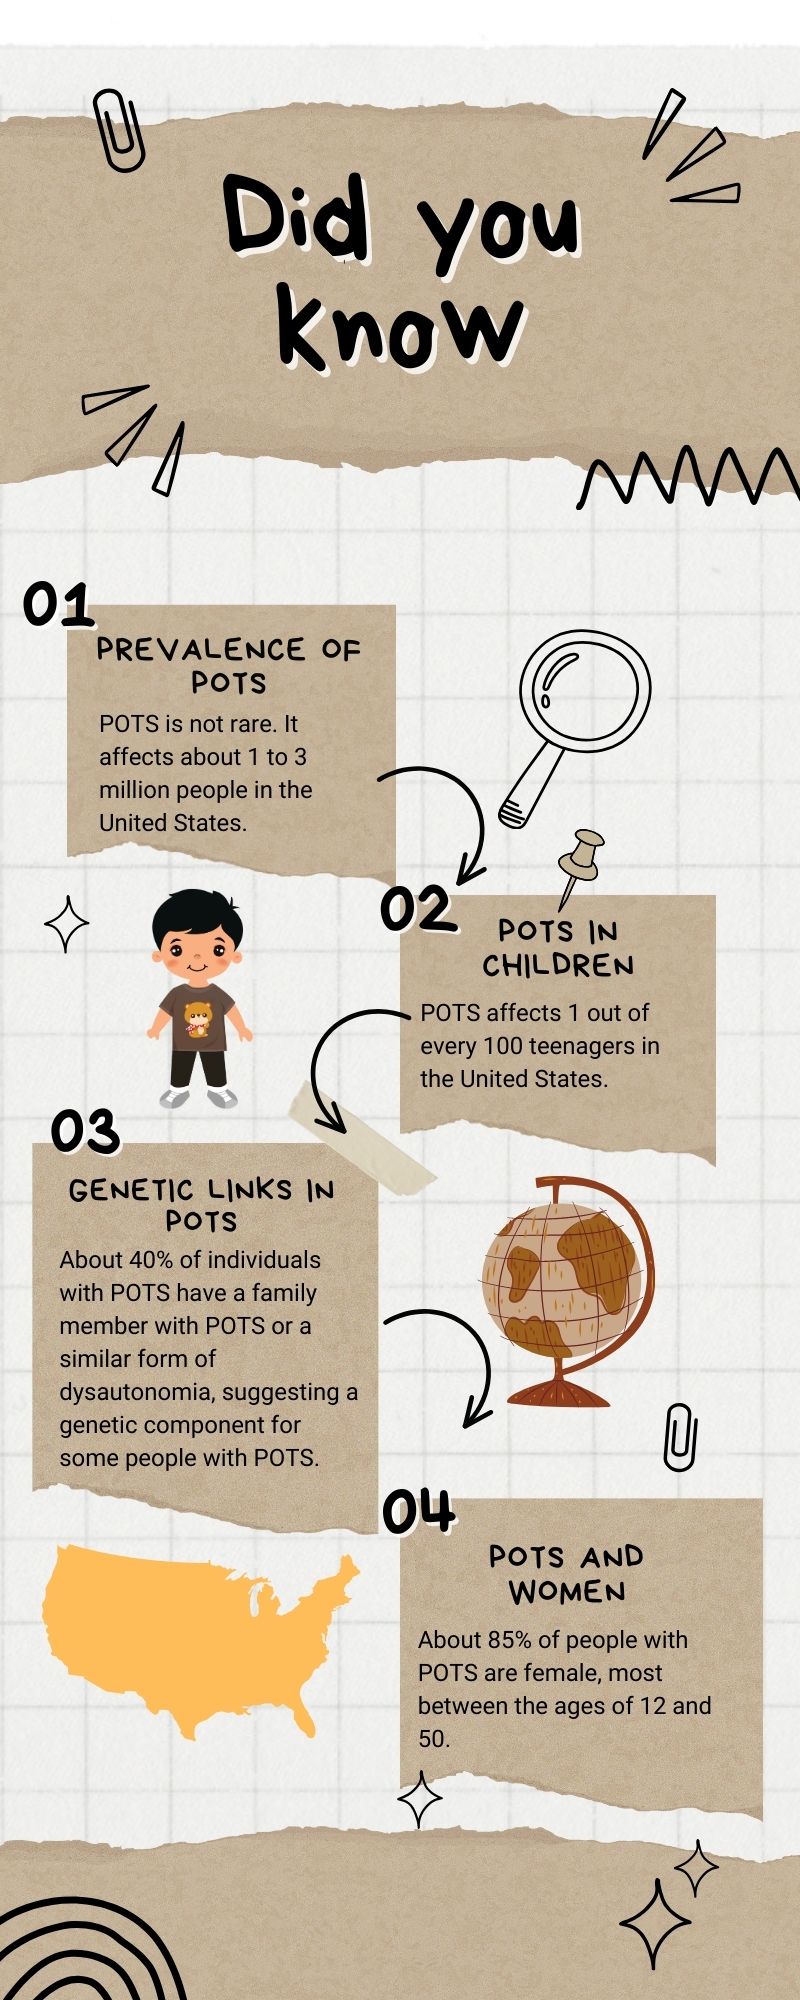 Did you
know
01
PREVALENCE OF
POTS
POTS is not rare. It
affects about 1 to 3
million people in the
United States.
02
POTS IN
CHILDREN
POTS affects 1 out of
every 100 teenagers in
the United States.
03
GENETIC LINKS IN
POTS
About 40% of individuals
with POTS have a family
member with POTS or a
similar form of
dysautonomia, suggesting a
genetic component for
some people with POTS.
04
POTS AND
WOMEN
About 85% of people with
POTS are female, most
between the ages of 12 and
50.